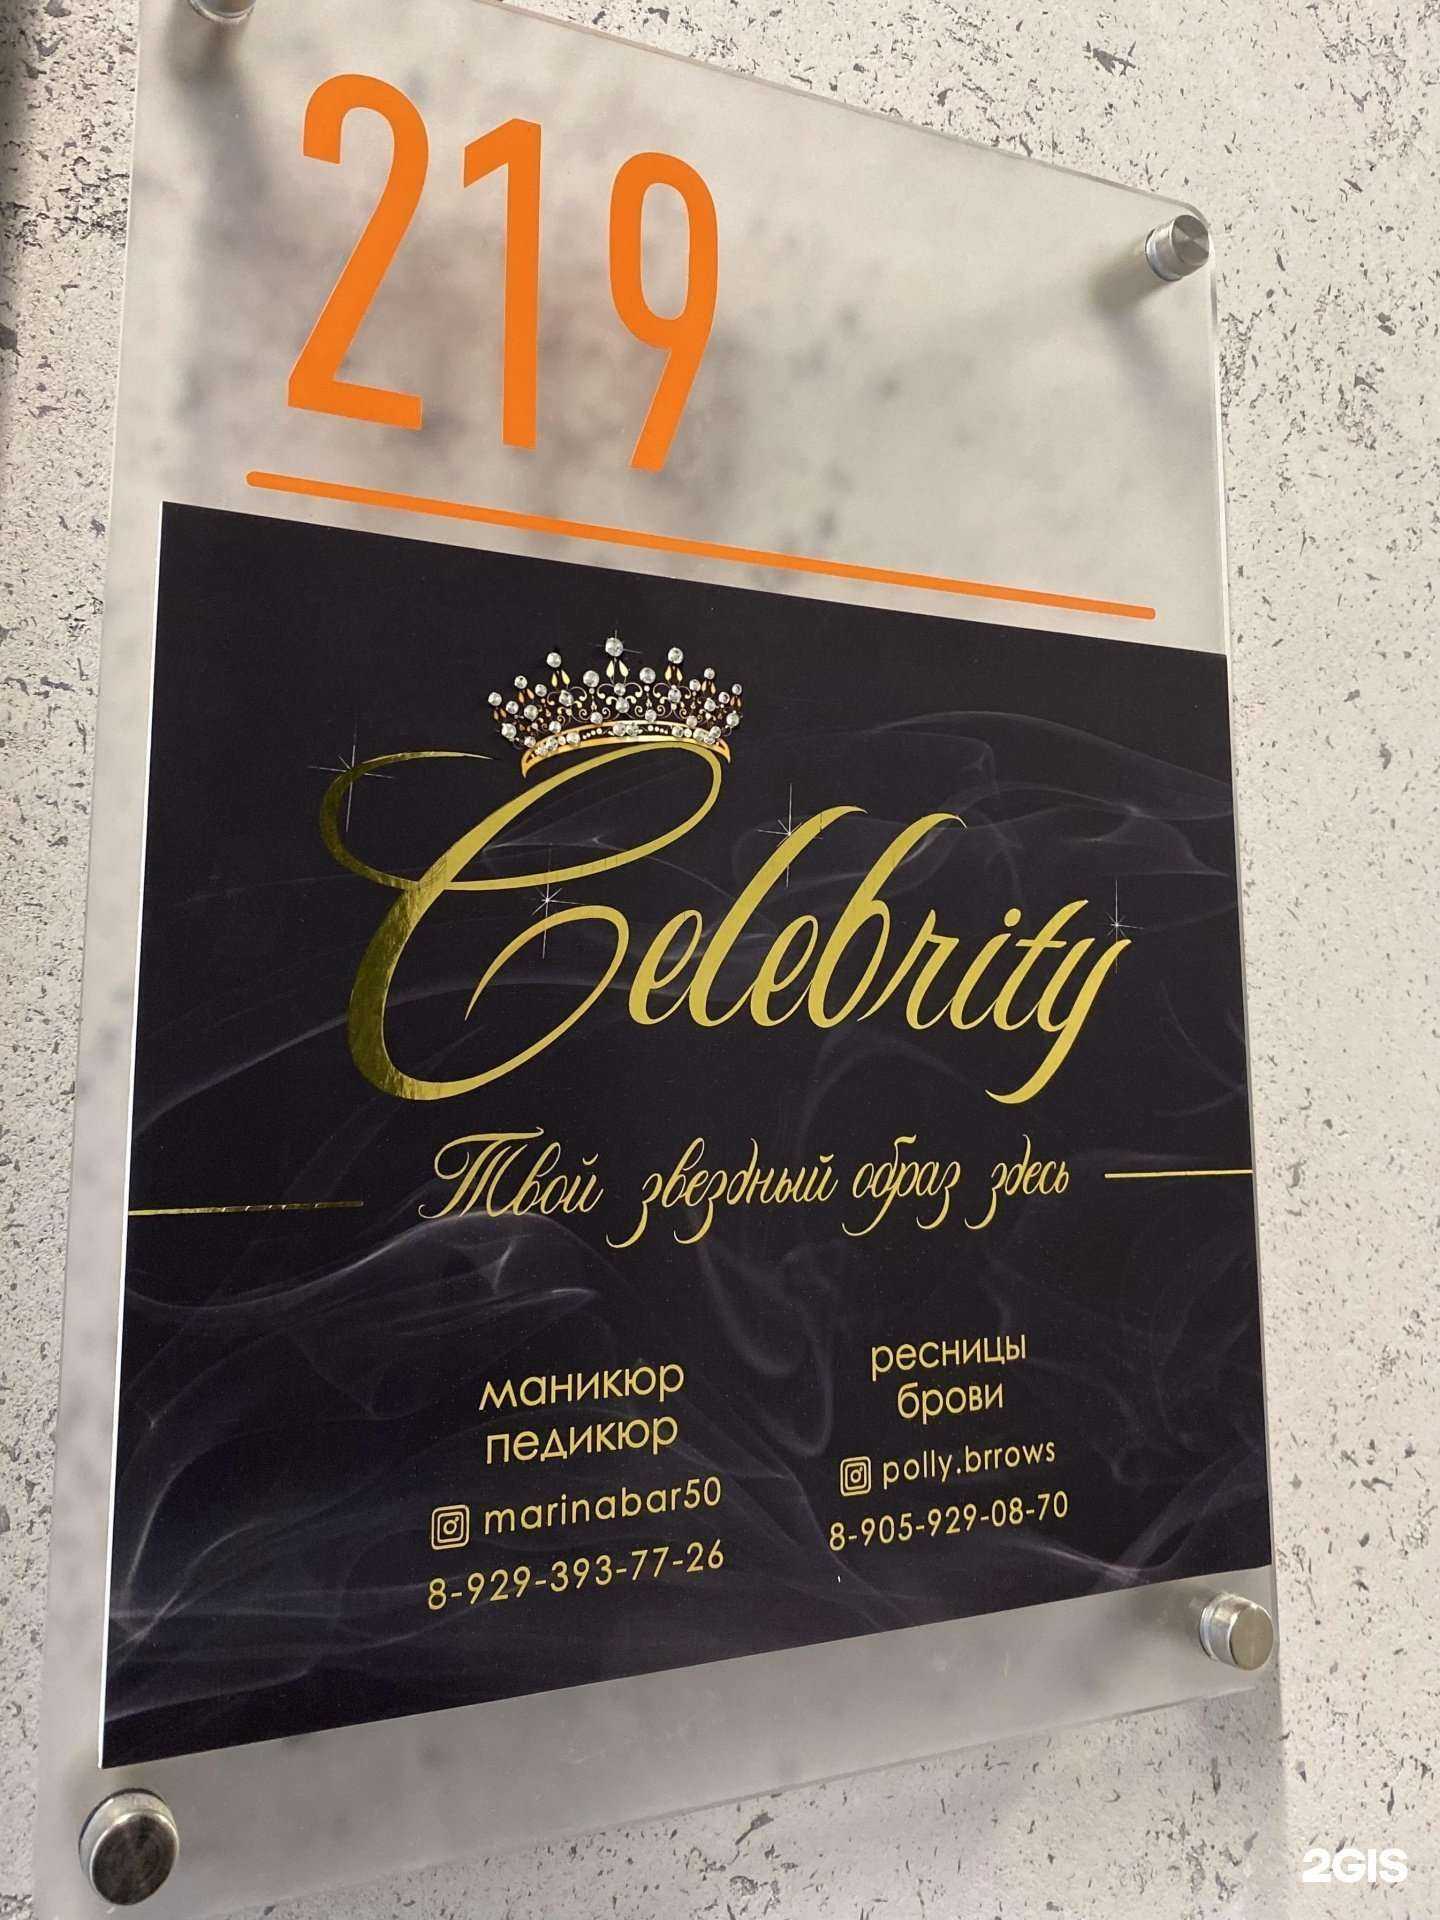 219
Celebrity
Твой звездный образ здесь
маникюр
педикюр
marinabar50
8-929-393-77-26
ресницы
брови
polly.brrows
8-905-929-08-70
2GIS